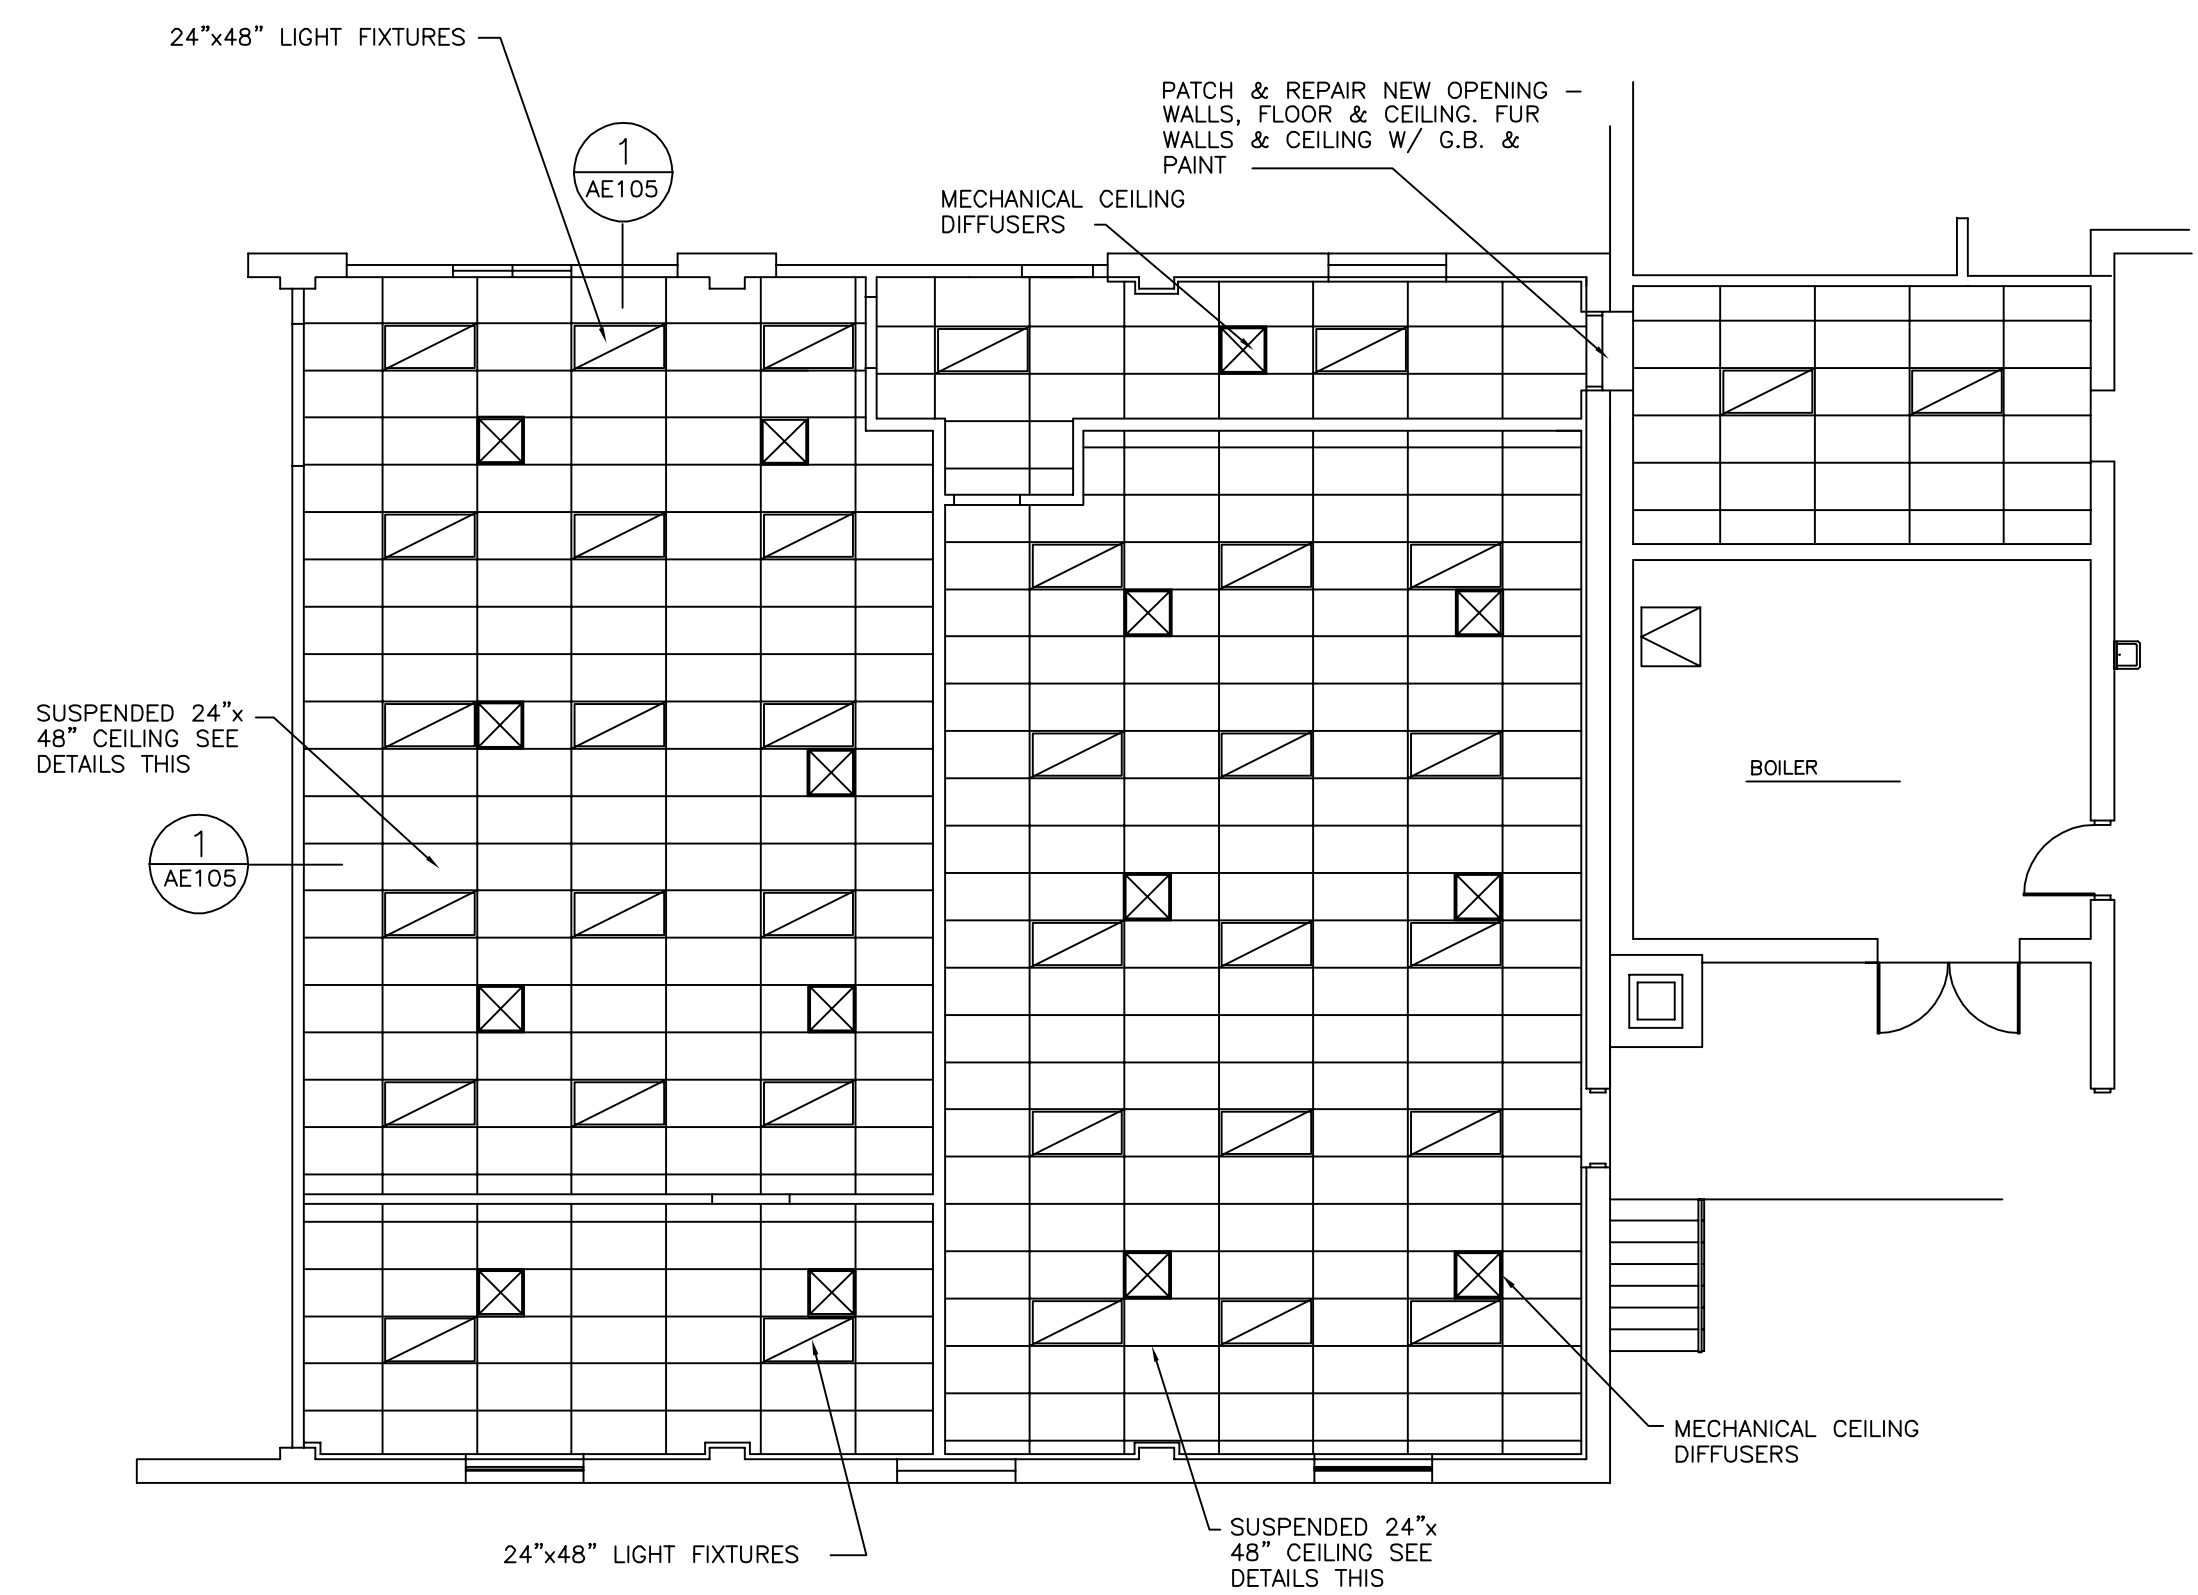 24”x48” LIGHT FIXTURES
PATCH & REPAIR NEW OPENING –
WALLS, FLOOR & CEILING. FUR
WALLS & CEILING W/ G.B. &
PAINT
1
AE105
MECHANICAL CEILING
DIFFUSERS
SUSPENDED 24”x
48” CEILING SEE
DETAILS THIS
BOILER
1
AE105
MECHANICAL CEILING
DIFFUSERS
24”x48” LIGHT FIXTURES
SUSPENDED 24”x
48” CEILING SEE
DETAILS THIS